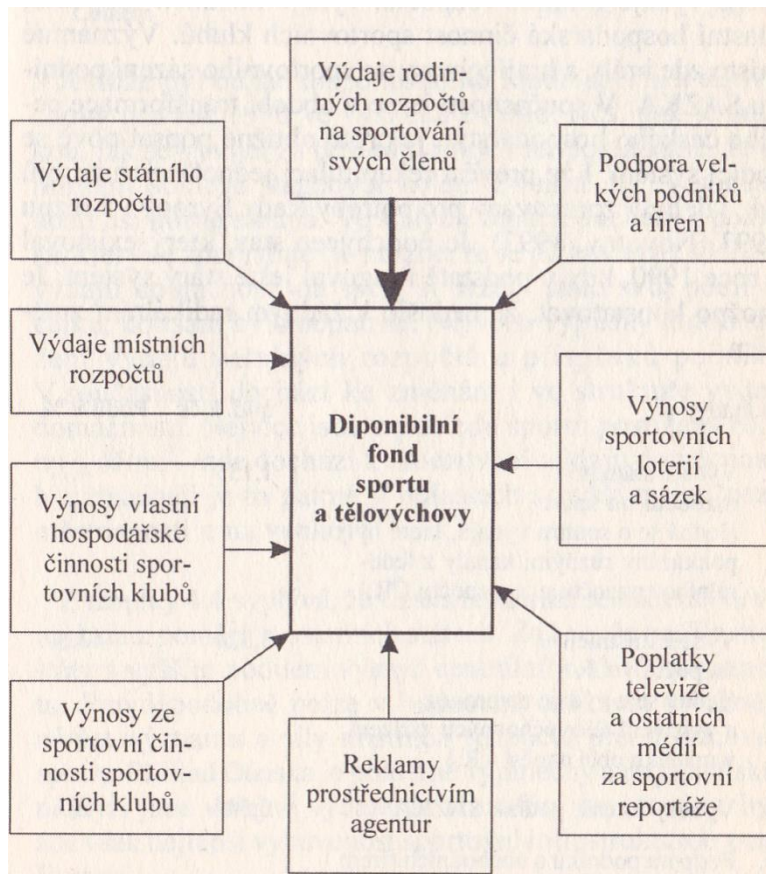 Výdaje rodin-
ných rozpočtů
na sportování
svých členů
Výdaje státního
rozpočtu
Podpora vel-
kých podniků
a firem
Výdaje místních
rozpočtů
Diponibilní
fond
sportu
a tělovýchovy
Výnosy
sportovních
loterií
a sázek
Výnosy vlastní
hospodářské
činnosti spor-
tovních klubů
Výnosy ze
sportovní čin-
nosti sportov-
ních klubů
Reklamy
prostřednictvím
agentur
Poplatky
televize
a ostatních
médií
za sportovní
reportáže